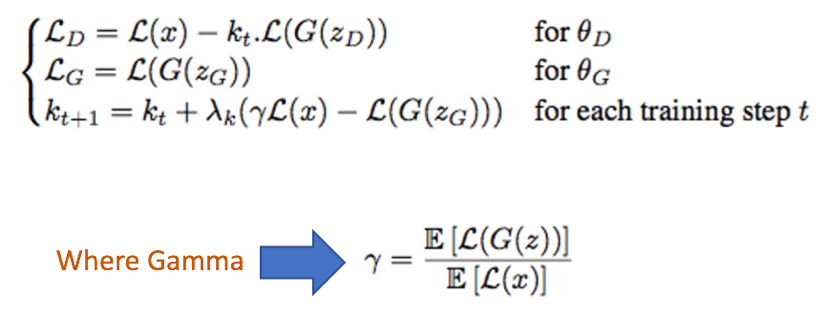 ℒ_D = ℒ(x) − k_t.ℒ(G(z_D)) for θ_D
ℒ_G = ℒ(G(z_G)) for θ_G
k_{t+1} = k_t + λ_k(γℒ(x) − ℒ(G(z_G))) for each training step t
Where Gamma γ = 𝔼 [ℒ(G(z))] / 𝔼 [ℒ(x)]